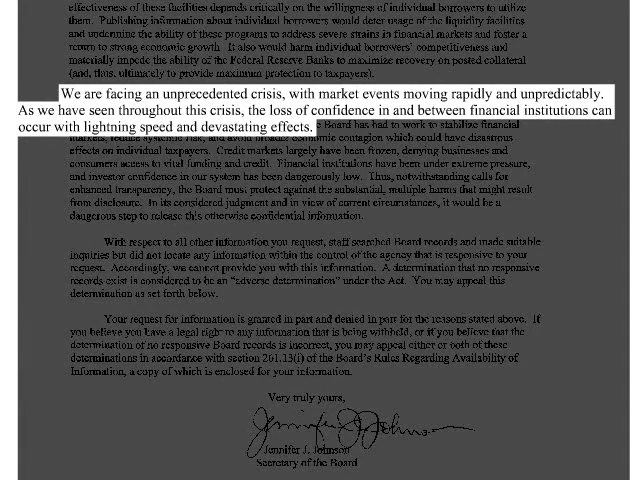 effectiveness of these facilities depends critically on the willingness of individual borrowers to utilize
them. Publishing information about individual borrowers would deter usage of the liquidity facilities
and undermine the ability of these programs to address severe strains in financial markets and foster a
return to strong economic growth. It also would harm individual borrowers' competitiveness and
materially impede the ability of the Federal Reserve Banks to maximize recovery on posted collateral
(and, thus, ultimately to provide maximum protection to taxpayers).
We are facing an unprecedented crisis, with market events moving rapidly and unpredictably.
As we have seen throughout this crisis, the loss of confidence in and between financial institutions can
occur with lightning speed and devastating effects.
Board has had to work to stabilize financial
markets, reduce systemic risk, and avoid economic contagion which could have disastrous
effects on individual taxpayers. Credit markets largely have been frozen, denying businesses and
consumers access to vital funding and credit. Financial institutions have been under extreme pressure,
and investor confidence in our system has been dangerously low. Thus, notwithstanding calls for
enhanced transparency, the Board must protect against the substantial, multiple harms that might result
from disclosure. In its considered judgment and in view of current circumstances, it would be a
dangerous step to release this otherwise confidential information.
With respect to all other information you request, staff searched Board records and made suitable
inquiries but did not locate any information within the control of the agency that is responsive to your
request. Accordingly, we cannot provide you with this information. A determination that no responsive
records exist is considered to be an "adverse determination" under the Act. You may appeal this
determination as set forth below.
Your request for information is granted in part and denied in part for the reasons stated above. If
you believe you have a legal right to any information that is being withheld, or if you believe that the
determination of no responsive Board records is incorrect, you may appeal either or both of these
determinations in accordance with section 261.13(i) of the Board's Rules Regarding Availability of
Information, a copy of which is enclosed for your information.
Very truly yours,
Jennifer J. Johnson
Jennifer J. Johnson
Secretary of the Board